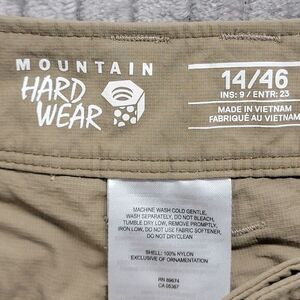 MOUNTAIN
HARD
WEAR
14/46
INS: 9 / ENTR: 23
MADE IN VIETNAM
FABRIQUÉ AU VIETNAM
MACHINE WASH COLD GENTLE,
WASH SEPARATELY, DO NOT BLEACH,
TUMBLE DRY LOW, REMOVE PROMPTLY,
IRON LOW, DO NOT USE FABRIC SOFTENER,
DO NOT DRYCLEAN
SHELL: 100% NYLON
EXCLUSIVE OF ORNAMENTATION
RN 89674
CA 05367